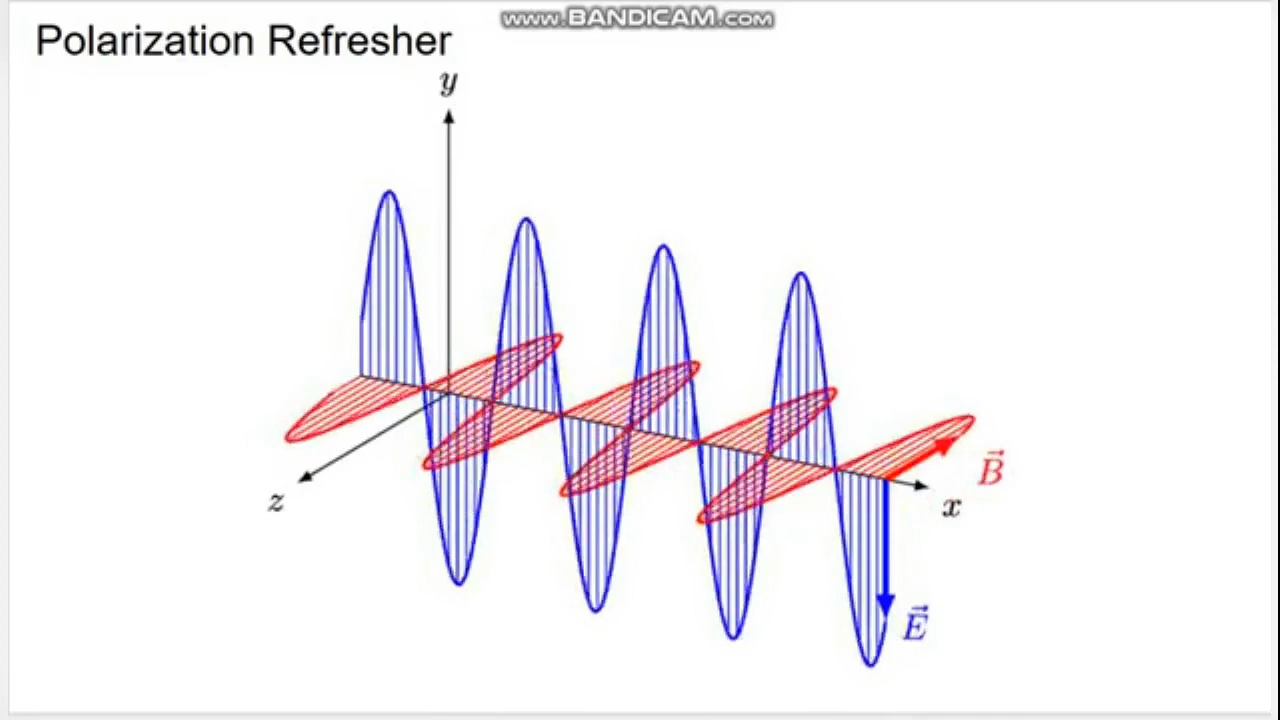 www.BANDICAM.com
Polarization Refresher
y
z
x
B⃗
E⃗